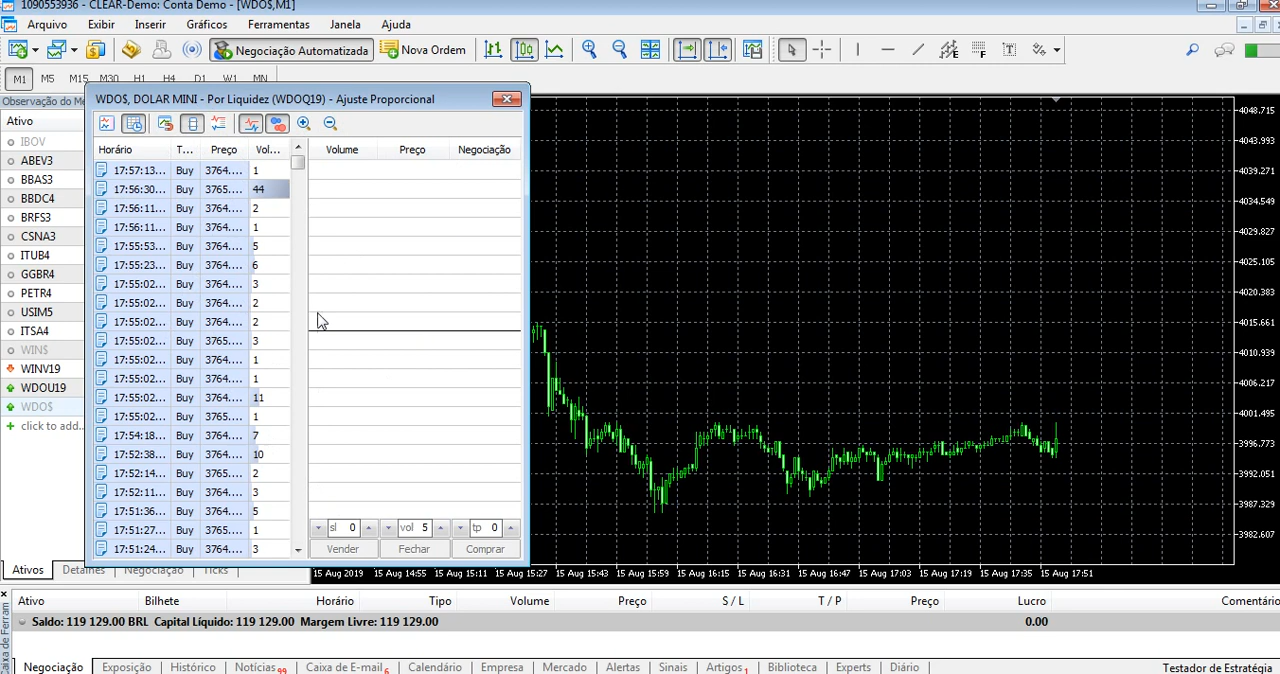 1090553936 - CLEAR-Demo: Conta Demo - [WDO$,M1]
Arquivo Exibir Inserir Gráficos Ferramentas Janela Ajuda
Negociação Automatizada Nova Ordem
M1 M5 M15 M30 H1 H4 D1 W1 MN
Observação do Me
Ativo
IBOV
ABEV3
BBAS3
BBDC4
BRFS3
CSNA3
ITUB4
GGBR4
PETR4
USIM5
ITSA4
WIN$
WINV19
WDOU19
WDO$
click to add...
Ativos Detalhes Negociação Ticks
WDO$, DOLAR MINI - Por Liquidez (WDOQ19) - Ajuste Proporcional
Horário T... Preço Vol... Volume Preço Negociação
17:57:13... Buy 3764.... 1
17:56:30... Buy 3765.... 44
17:56:11... Buy 3764.... 2
17:56:11... Buy 3764.... 1
17:55:53... Buy 3764.... 5
17:55:23... Buy 3764.... 6
17:55:02... Buy 3764.... 3
17:55:02... Buy 3764.... 2
17:55:02... Buy 3764.... 2
17:55:02... Buy 3765.... 3
17:55:02... Buy 3764.... 1
17:55:02... Buy 3764.... 1
17:55:02... Buy 3764.... 11
17:55:02... Buy 3765.... 1
17:54:18... Buy 3764.... 7
17:52:38... Buy 3764.... 10
17:52:14... Buy 3765.... 2
17:52:11... Buy 3764.... 3
17:51:36... Buy 3764.... 5
17:51:27... Buy 3765.... 1
17:51:24... Buy 3764.... 3
sl 0 vol 5 tp 0
Vender Fechar Comprar
4048.715
4043.993
4039.271
4034.549
4029.827
4025.105
4020.383
4015.661
4010.939
4006.217
4001.495
3996.773
3992.051
3987.329
3982.607
15 Aug 2019 15 Aug 14:55 15 Aug 15:11 15 Aug 15:27 15 Aug 15:43 15 Aug 15:59 15 Aug 16:15 15 Aug 16:31 15 Aug 16:47 15 Aug 17:03 15 Aug 17:19 15 Aug 17:35 15 Aug 17:51
Caixa de Ferram
Ativo Bilhete Horário Tipo Volume Preço S / L T / P Preço Lucro Comentário
Saldo: 119 129.00 BRL Capital Líquido: 119 129.00 Margem Livre: 119 129.00 0.00
Negociação Exposição Histórico Notícias 99 Caixa de E-mail 6 Calendário Empresa Mercado Alertas Sinais Artigos 1 Biblioteca Experts Diário Testador de Estratégia